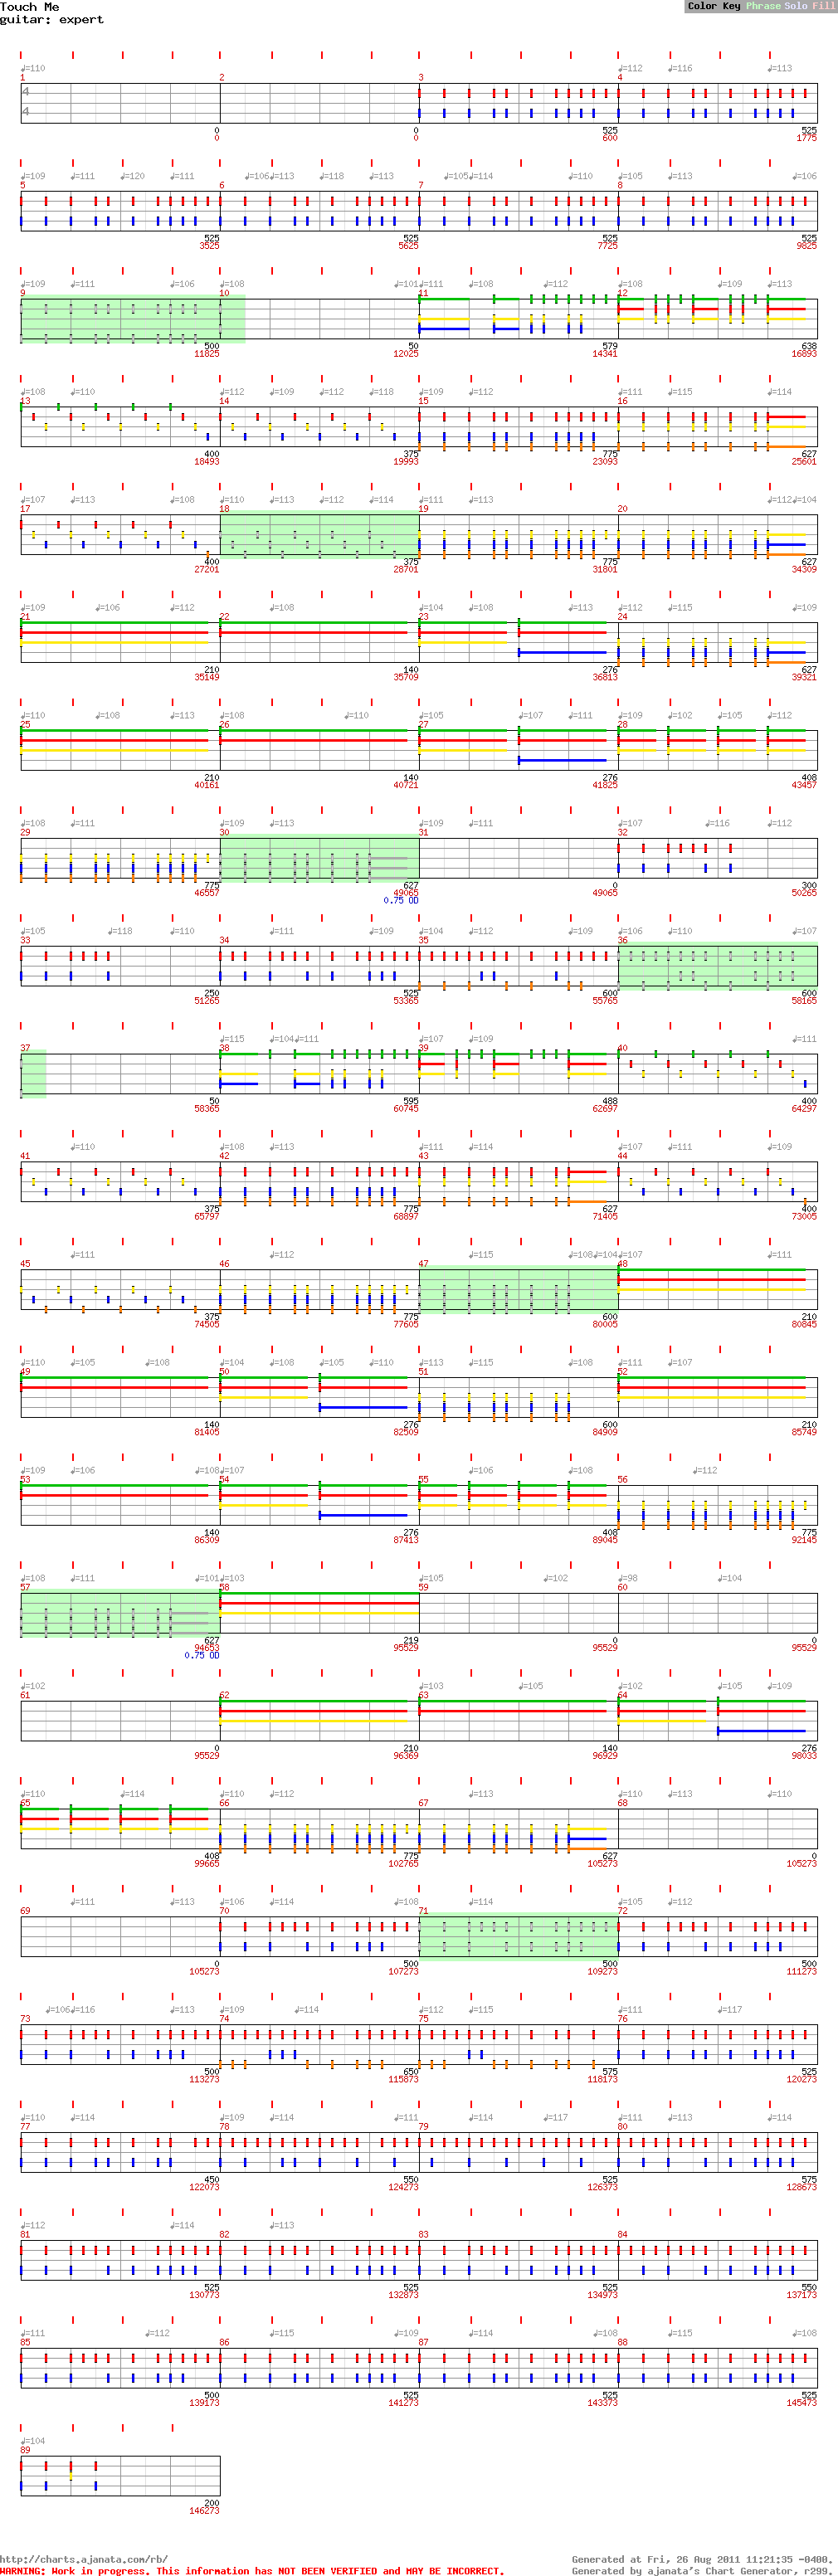 Touch Me
guitar: expert
Color Key Phrase Solo Fill
♩=110 ♩=112 ♩=116 ♩=113
1 2 3 4
4
4
0 0 525 525
0 0 600 1775
♩=109 ♩=111 ♩=120 ♩=111 ♩=106 ♩=113 ♩=118 ♩=113 ♩=105 ♩=114 ♩=110 ♩=105 ♩=113 ♩=106
5 6 7 8
525 525 525 525
3525 5625 7725 9825
♩=109 ♩=111 ♩=106 ♩=108 ♩=101 ♩=111 ♩=108 ♩=112 ♩=108 ♩=109 ♩=113
9 10 11 12
500 50 579 638
11825 12025 14341 16893
♩=108 ♩=110 ♩=112 ♩=109 ♩=112 ♩=118 ♩=109 ♩=112 ♩=111 ♩=115 ♩=114
13 14 15 16
400 375 775 627
18493 19993 23093 25601
♩=107 ♩=113 ♩=108 ♩=110 ♩=113 ♩=112 ♩=114 ♩=111 ♩=113 ♩=112 ♩=104
17 18 19 20
400 375 775 627
27201 28701 31801 34309
♩=109 ♩=106 ♩=112 ♩=108 ♩=104 ♩=108 ♩=113 ♩=112 ♩=115 ♩=109
21 22 23 24
210 140 276 627
35149 35709 36813 39321
♩=110 ♩=108 ♩=113 ♩=108 ♩=110 ♩=105 ♩=107 ♩=111 ♩=109 ♩=102 ♩=105 ♩=112
25 26 27 28
210 140 276 408
40161 40721 41825 43457
♩=108 ♩=111 ♩=109 ♩=113 ♩=109 ♩=111 ♩=107 ♩=116 ♩=112
29 30 31 32
775 627 0 300
46557 49065 49065 50265
0.75 OD
♩=105 ♩=118 ♩=110 ♩=111 ♩=109 ♩=104 ♩=112 ♩=109 ♩=106 ♩=110 ♩=107
33 34 35 36
250 525 600 600
51265 53365 55765 58165
♩=115 ♩=104 ♩=111 ♩=107 ♩=109 ♩=111
37 38 39 40
50 595 488 400
58365 60745 62697 64297
♩=110 ♩=108 ♩=113 ♩=111 ♩=114 ♩=107 ♩=111 ♩=109
41 42 43 44
375 775 627 400
65797 68897 71405 73005
♩=111 ♩=112 ♩=115 ♩=108 ♩=104 ♩=107 ♩=111
45 46 47 48
375 775 600 210
74505 77605 80005 80845
♩=110 ♩=105 ♩=108 ♩=104 ♩=108 ♩=105 ♩=110 ♩=113 ♩=115 ♩=108 ♩=111 ♩=107
49 50 51 52
140 276 600 210
81405 82509 84909 85749
♩=109 ♩=106 ♩=108 ♩=107 ♩=106 ♩=108 ♩=112
53 54 55 56
140 276 408 775
86309 87413 89045 92145
♩=108 ♩=111 ♩=101 ♩=103 ♩=105 ♩=102 ♩=98 ♩=104
57 58 59 60
627 219 0 0
94653 95529 95529 95529
0.75 OD
♩=102 ♩=103 ♩=105 ♩=102 ♩=105 ♩=109
61 62 63 64
0 210 140 276
95529 96369 96929 98033
♩=110 ♩=114 ♩=110 ♩=112 ♩=113 ♩=110 ♩=113 ♩=110
65 66 67 68
408 775 627 0
99665 102765 105273 105273
♩=111 ♩=113 ♩=106 ♩=114 ♩=108 ♩=114 ♩=105 ♩=112
69 70 71 72
0 500 500 500
105273 107273 109273 111273
♩=106 ♩=116 ♩=113 ♩=109 ♩=114 ♩=112 ♩=115 ♩=111 ♩=117
73 74 75 76
500 650 575 525
113273 115873 118173 120273
♩=110 ♩=114 ♩=109 ♩=114 ♩=111 ♩=114 ♩=117 ♩=111 ♩=113 ♩=114
77 78 79 80
450 550 525 575
122073 124273 126373 128673
♩=112 ♩=114 ♩=113
81 82 83 84
525 525 525 550
130773 132873 134973 137173
♩=111 ♩=112 ♩=115 ♩=109 ♩=114 ♩=108 ♩=115 ♩=108
85 86 87 88
500 525 525 525
139173 141273 143373 145473
♩=104
89
200
146273
http://charts.ajanata.com/rb/
Generated at Fri, 26 Aug 2011 11:21:35 -0400.
WARNING: Work in progress. This information has NOT BEEN VERIFIED and MAY BE INCORRECT.
Generated by ajanata's Chart Generator, r299.